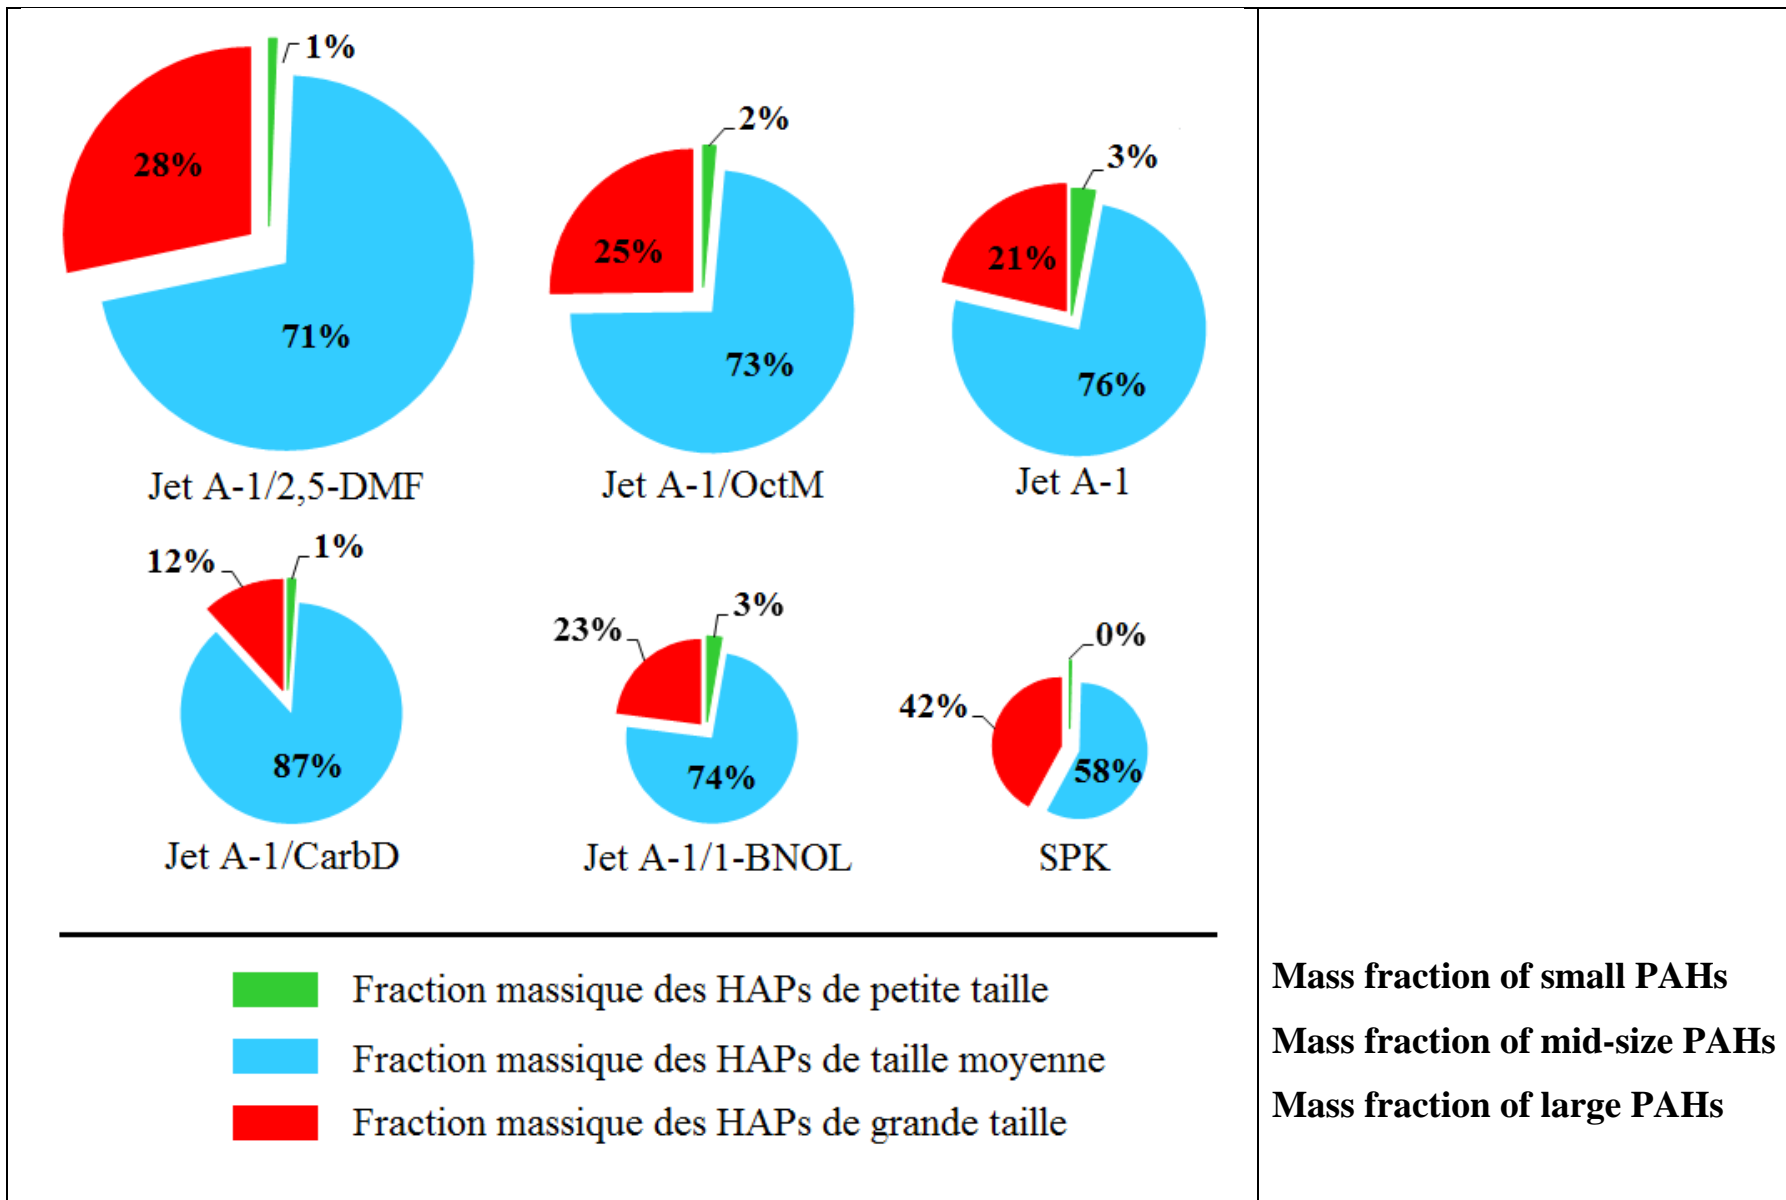 1%
28%
71%
Jet A-1/2,5-DMF
2%
25%
73%
Jet A-1/OctM
3%
21%
76%
Jet A-1
12%
1%
87%
Jet A-1/CarbD
23%
3%
74%
Jet A-1/1-BNOL
0%
42%
58%
SPK
Fraction massique des HAPs de petite taille
Fraction massique des HAPs de taille moyenne
Fraction massique des HAPs de grande taille
Mass fraction of small PAHs
Mass fraction of mid-size PAHs
Mass fraction of large PAHs